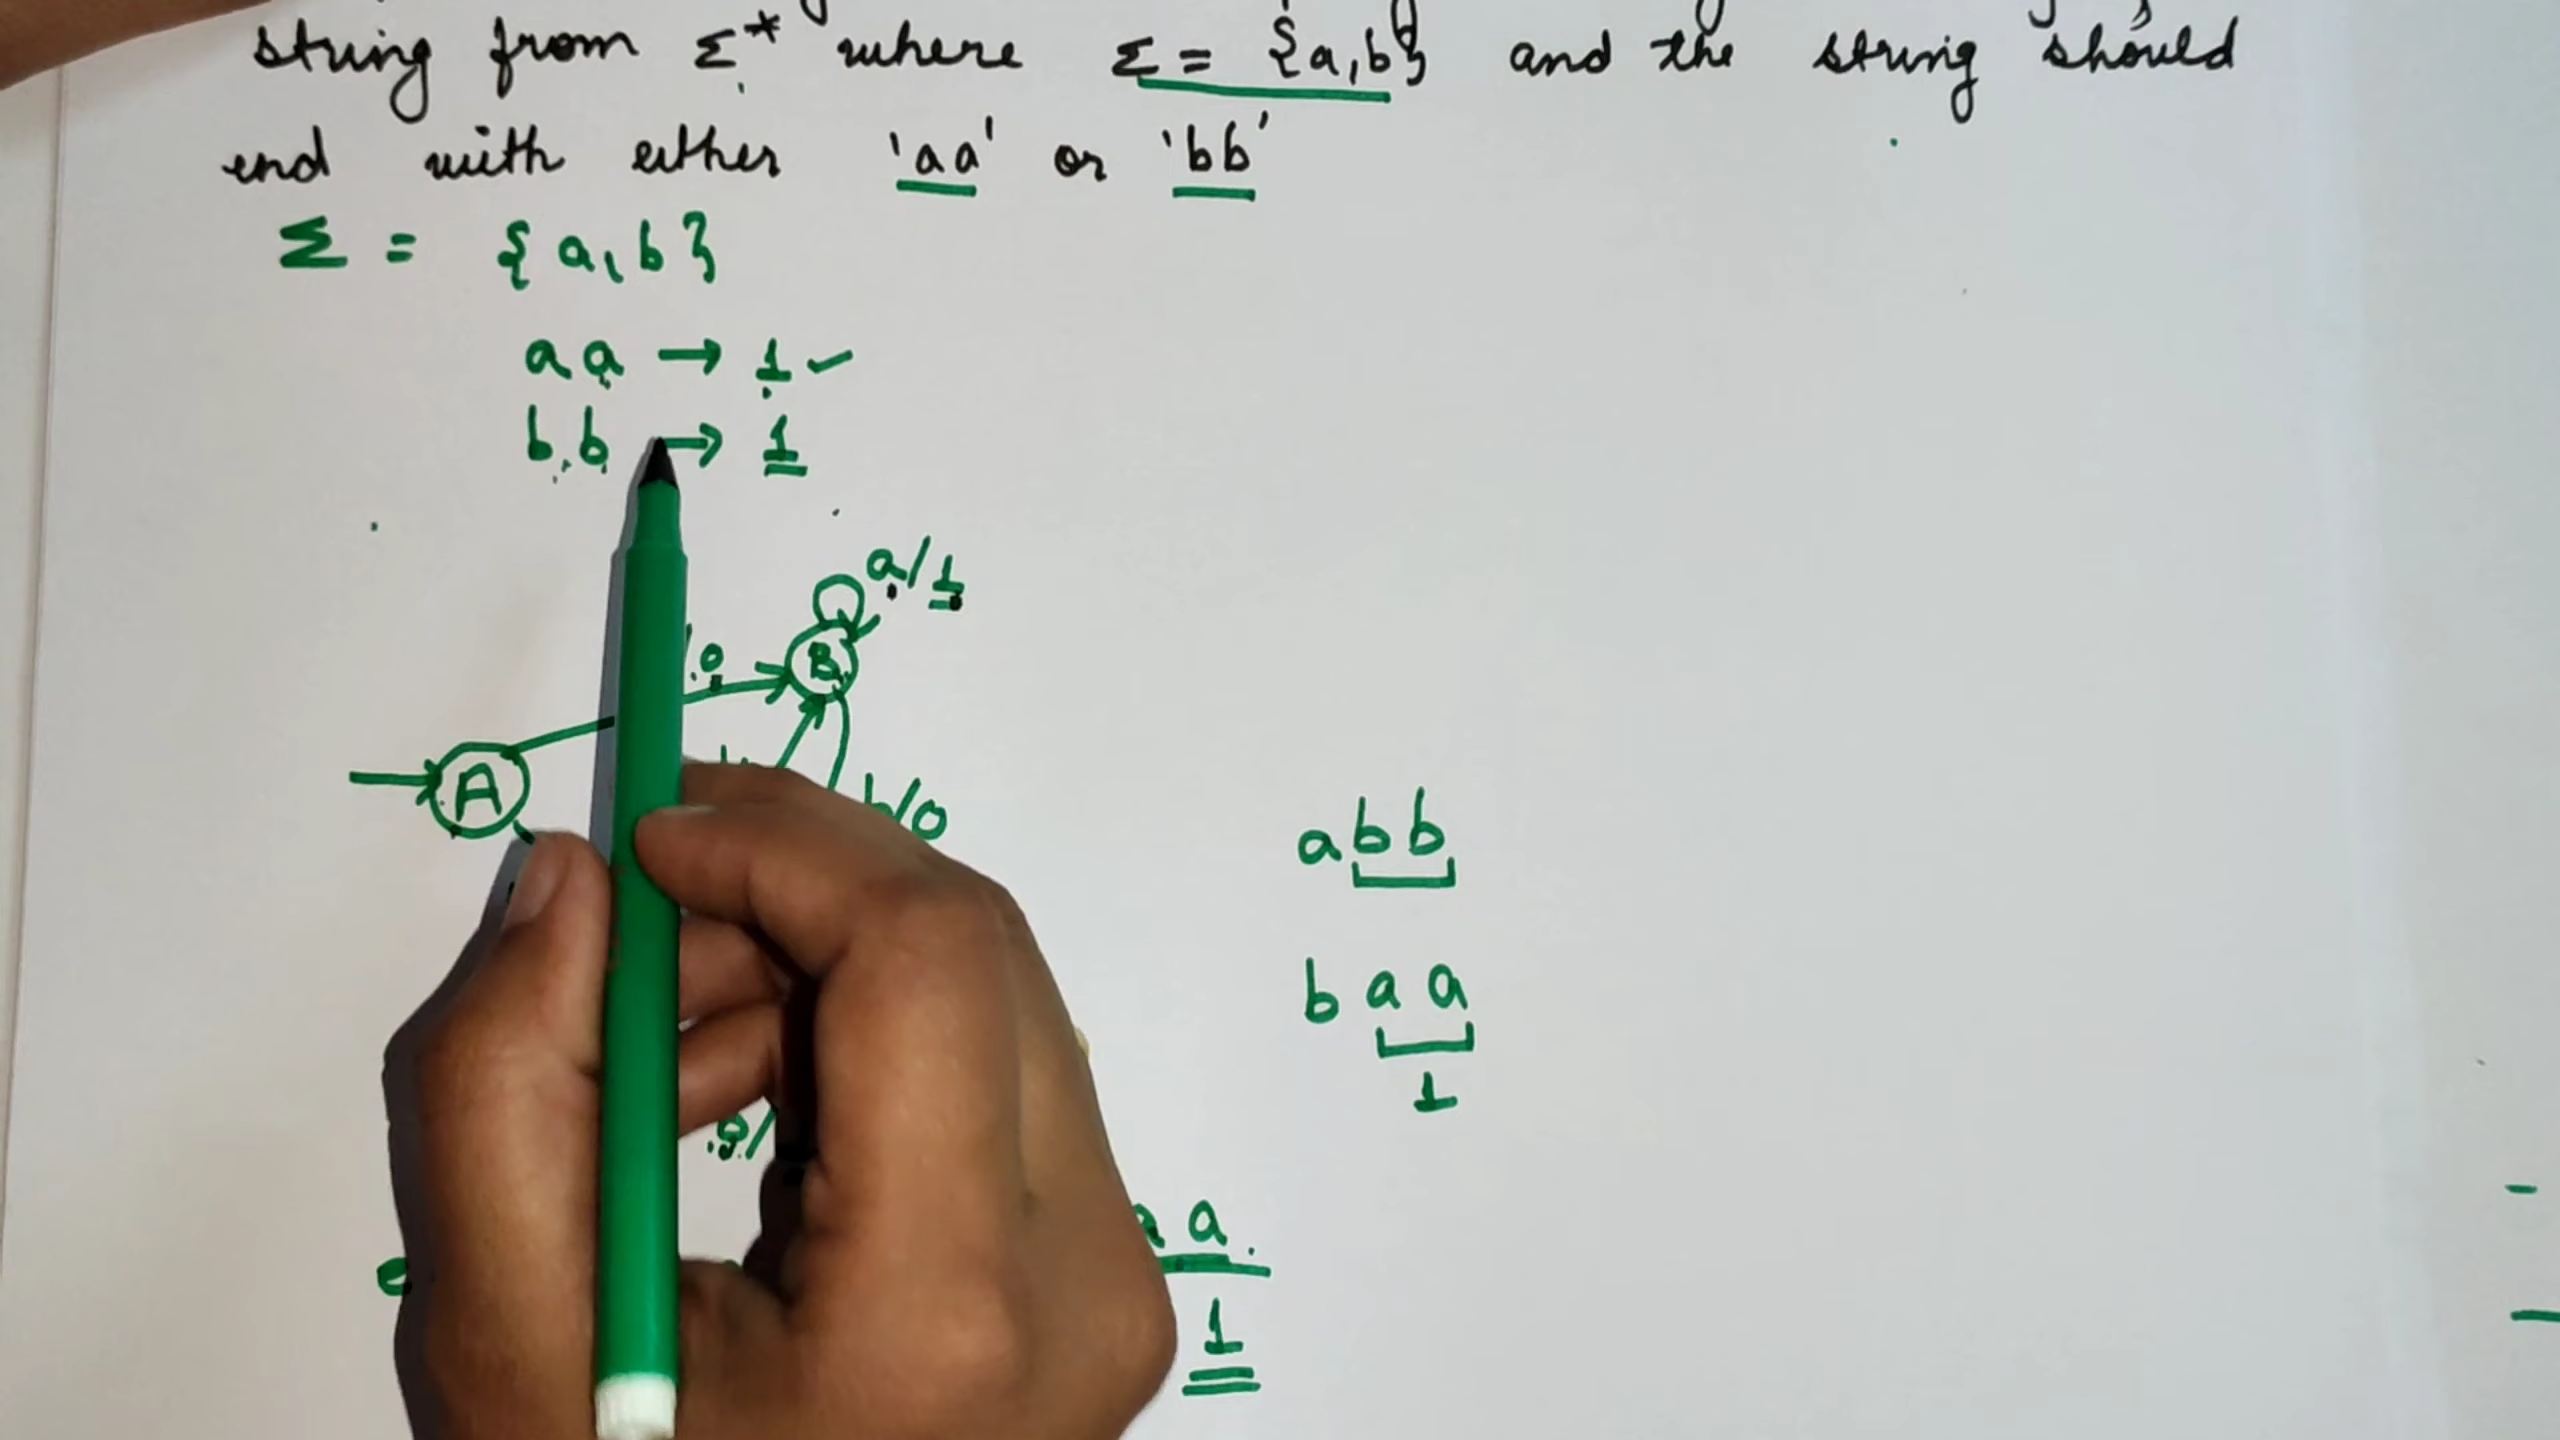 string from Σ* where Σ = {a,b} and the string should
end with either 'aa' or 'bb'
Σ = {a,b}
aa → 1 ✓
bb → 1
a/1
0
B
A
b/0
abb
baa
1
a
1